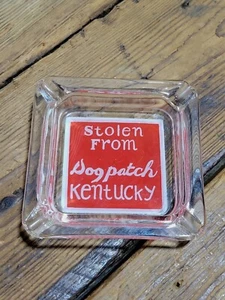 Stolen
From
Dogpatch
KENTUCKY